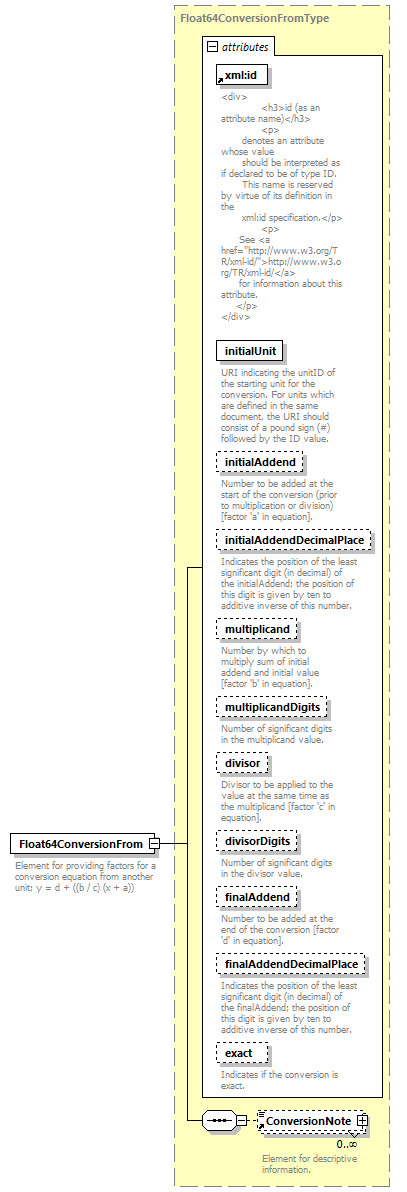 Float64ConversionFromType
attributes
xml:id
<div>
<h3>id (as an
attribute name)</h3>
<p>
denotes an attribute
whose value
should be interpreted as
if declared to be of type ID.
This name is reserved
by virtue of its definition in
the
xml:id specification.</p>
<p>
See <a
href="http://www.w3.org/T
R/xml-id/">http://www.w3.o
rg/TR/xml-id/</a>
for information about this
attribute.
</p>
</div>
initialUnit
URI indicating the unitID of
the starting unit for the
conversion. For units which
are defined in the same
document, the URI should
consist of a pound sign (#)
followed by the ID value.
initialAddend
Number to be added at the
start of the conversion (prior
to multiplication or division)
[factor 'a' in equation].
initialAddendDecimalPlace
Indicates the position of the least
significant digit (in decimal) of
the initialAddend; the position of
this digit is given by ten to
additive inverse of this number.
multiplicand
Number by which to
multiply sum of initial
addend and initial value
[factor 'b' in equation].
multiplicandDigits
Number of significant digits
in the multiplicand value.
divisor
Divisor to be applied to the
value at the same time as
the multiplicand [factor 'c' in
equation].
divisorDigits
Number of significant digits
in the divisor value.
finalAddend
Number to be added at the
end of the conversion [factor
'd' in equation].
finalAddendDecimalPlace
Indicates the position of the least
significant digit (in decimal) of
the finalAddend; the position of
this digit is given by ten to
additive inverse of this number.
exact
Indicates if the conversion is
exact.
Float64ConversionFrom
Element for providing factors for a
conversion equation from another
unit; y = d + ((b / c) (x + a))
ConversionNote
0..∞
Element for descriptive
information.